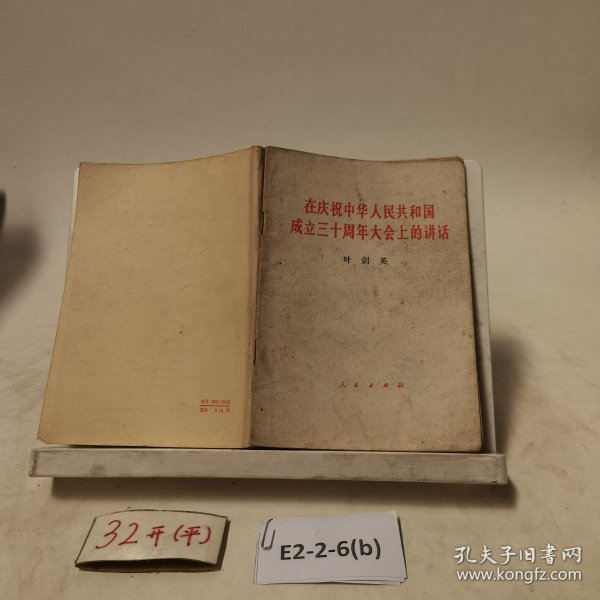 在庆祝中华人民共和国
成立三十周年大会上的讲话
叶剑英
人民出版社
32开(平)
E2-2-6(b)
孔夫子旧书网
www.kongfz.com